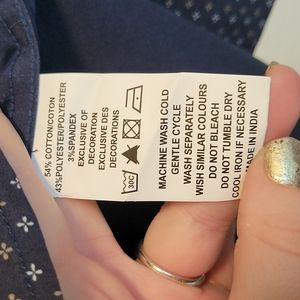 54% COTTON/COTON
43%POLYESTER/POLYESTER
3%SPANDEX
EXCLUSIVE OF
DECORATION
EXCLUSIVE DES
DECORATIONS
30C
MACHINE WASH COLD
GENTLE CYCLE
WASH SEPARATELY
WISH SIMILAR COLOURS
DO NOT BLEACH
DO NOT TUMBLE DRY
COOL IRON IF NECESSARY
MADE IN INDIA